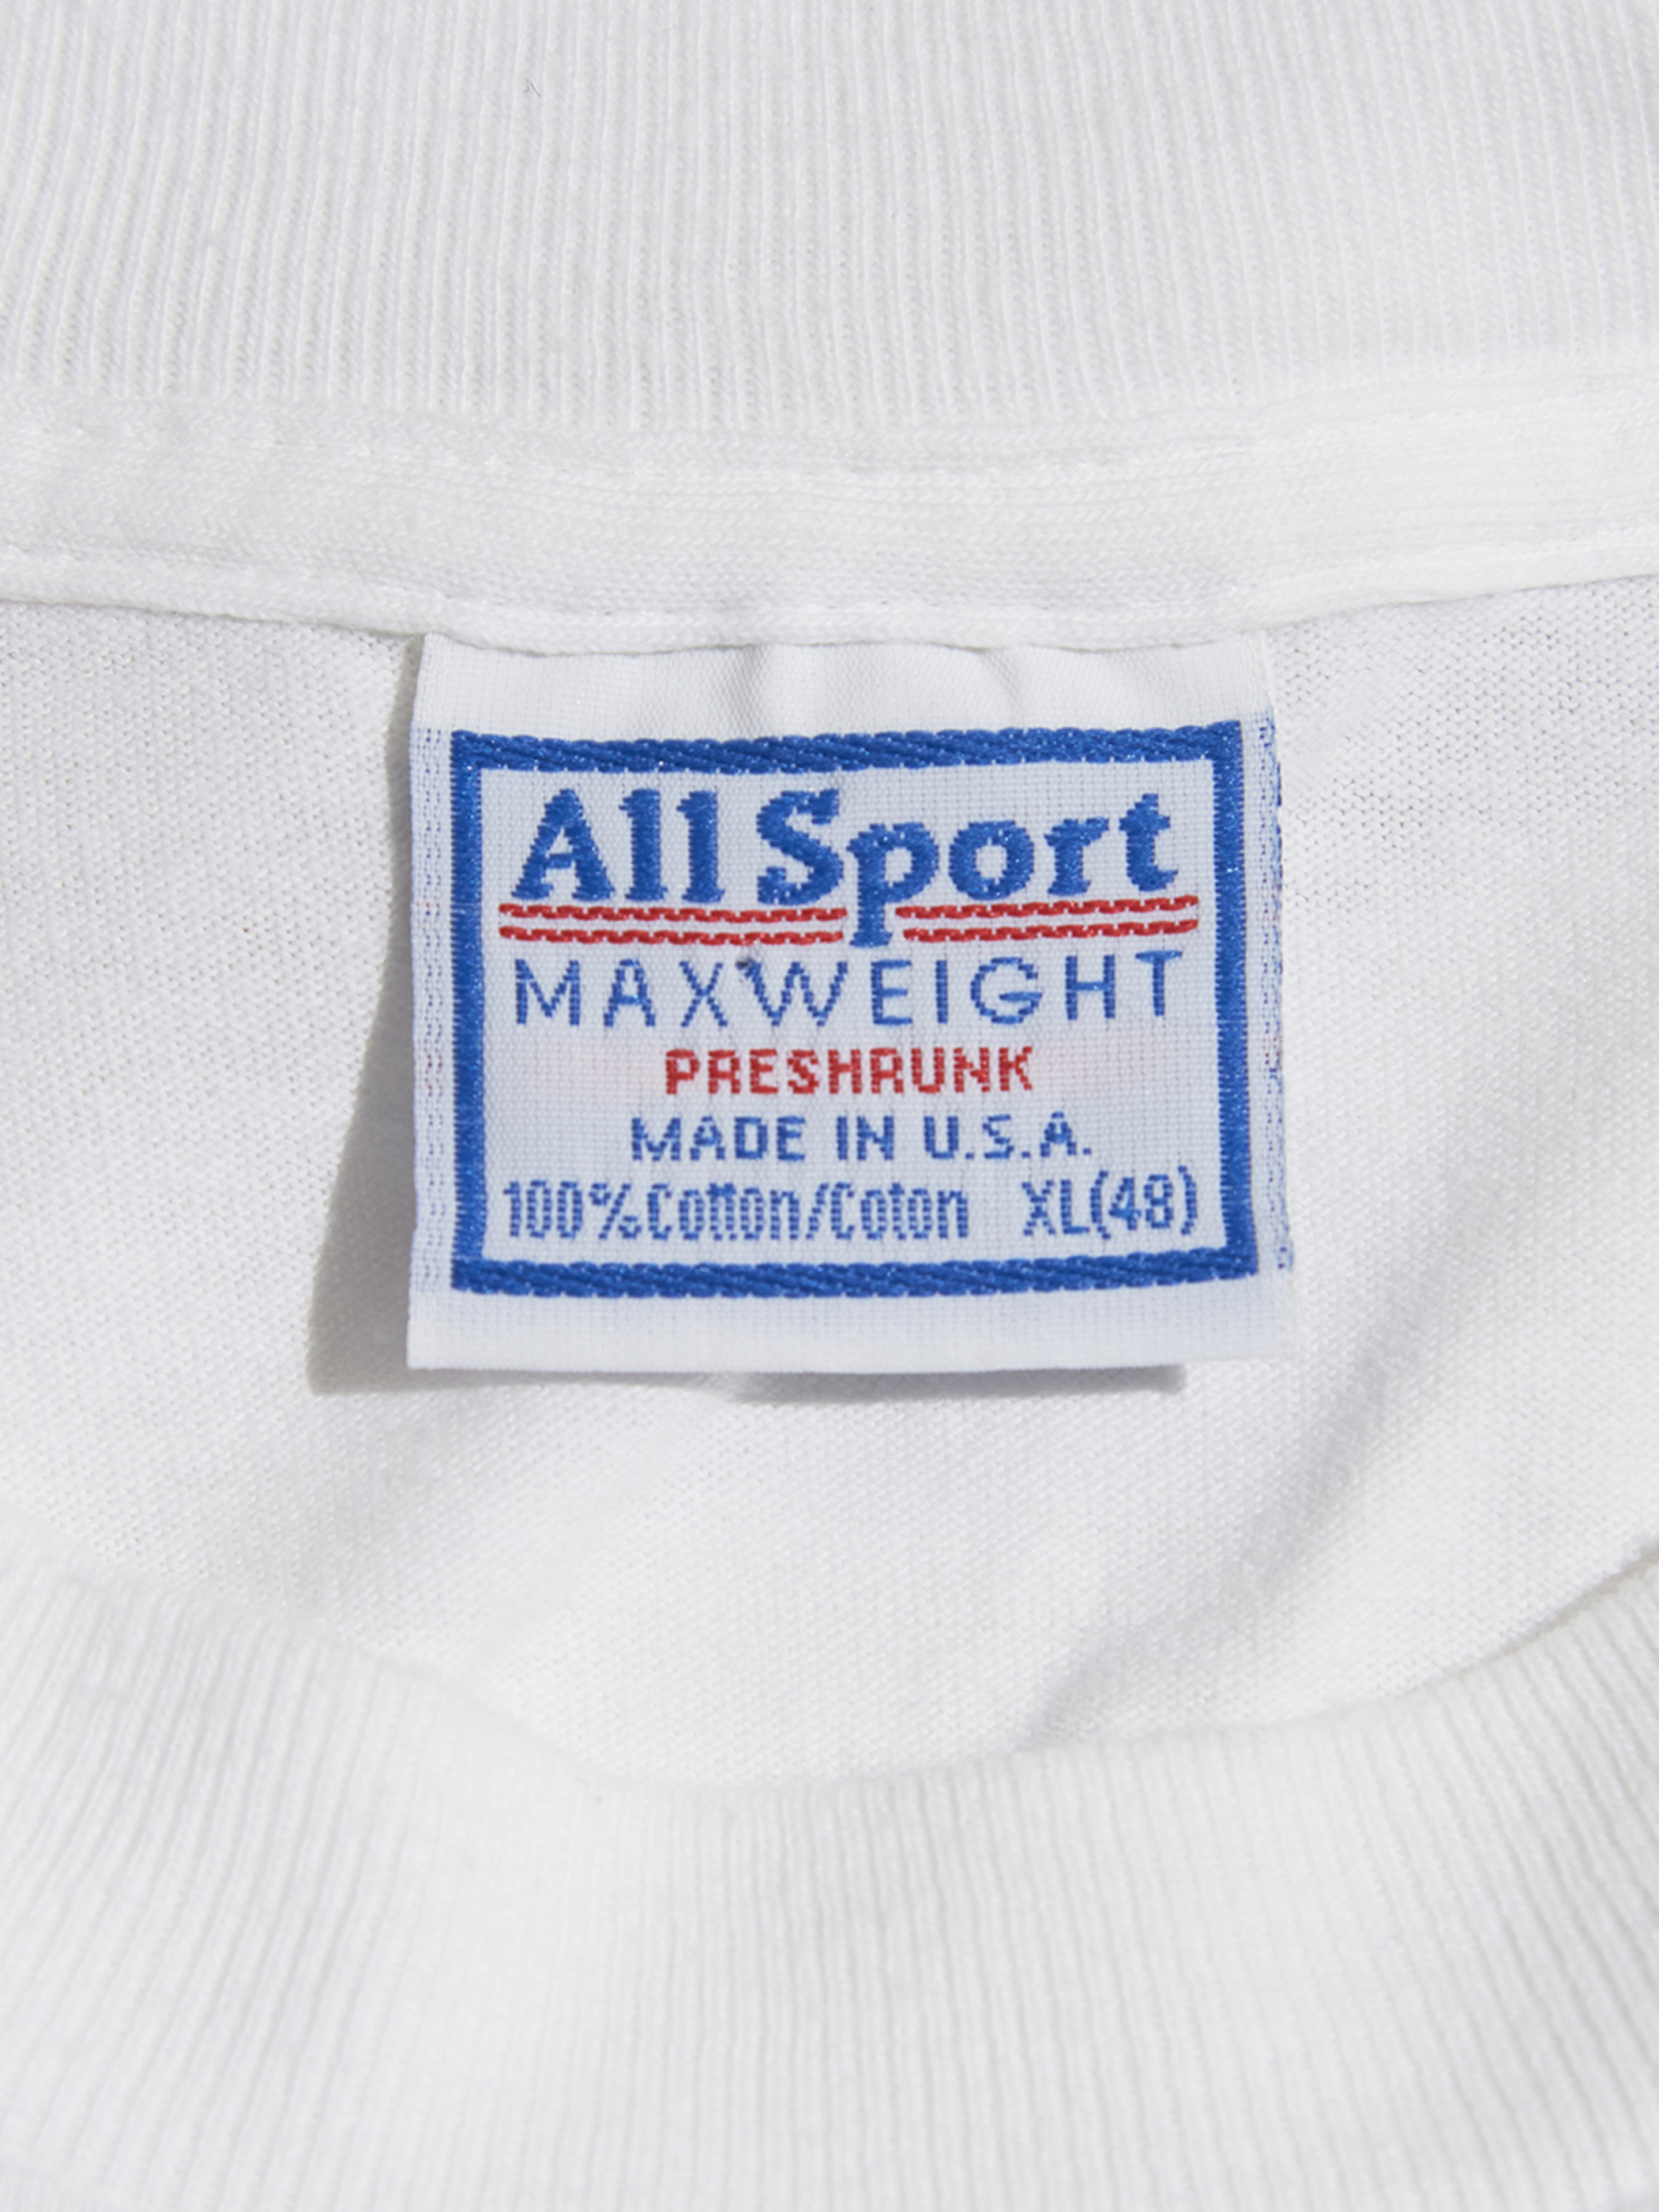 All Sport
MAXWEIGHT
PRESHRUNK
MADE IN U.S.A.
100% Cotton/Coton XL(48)